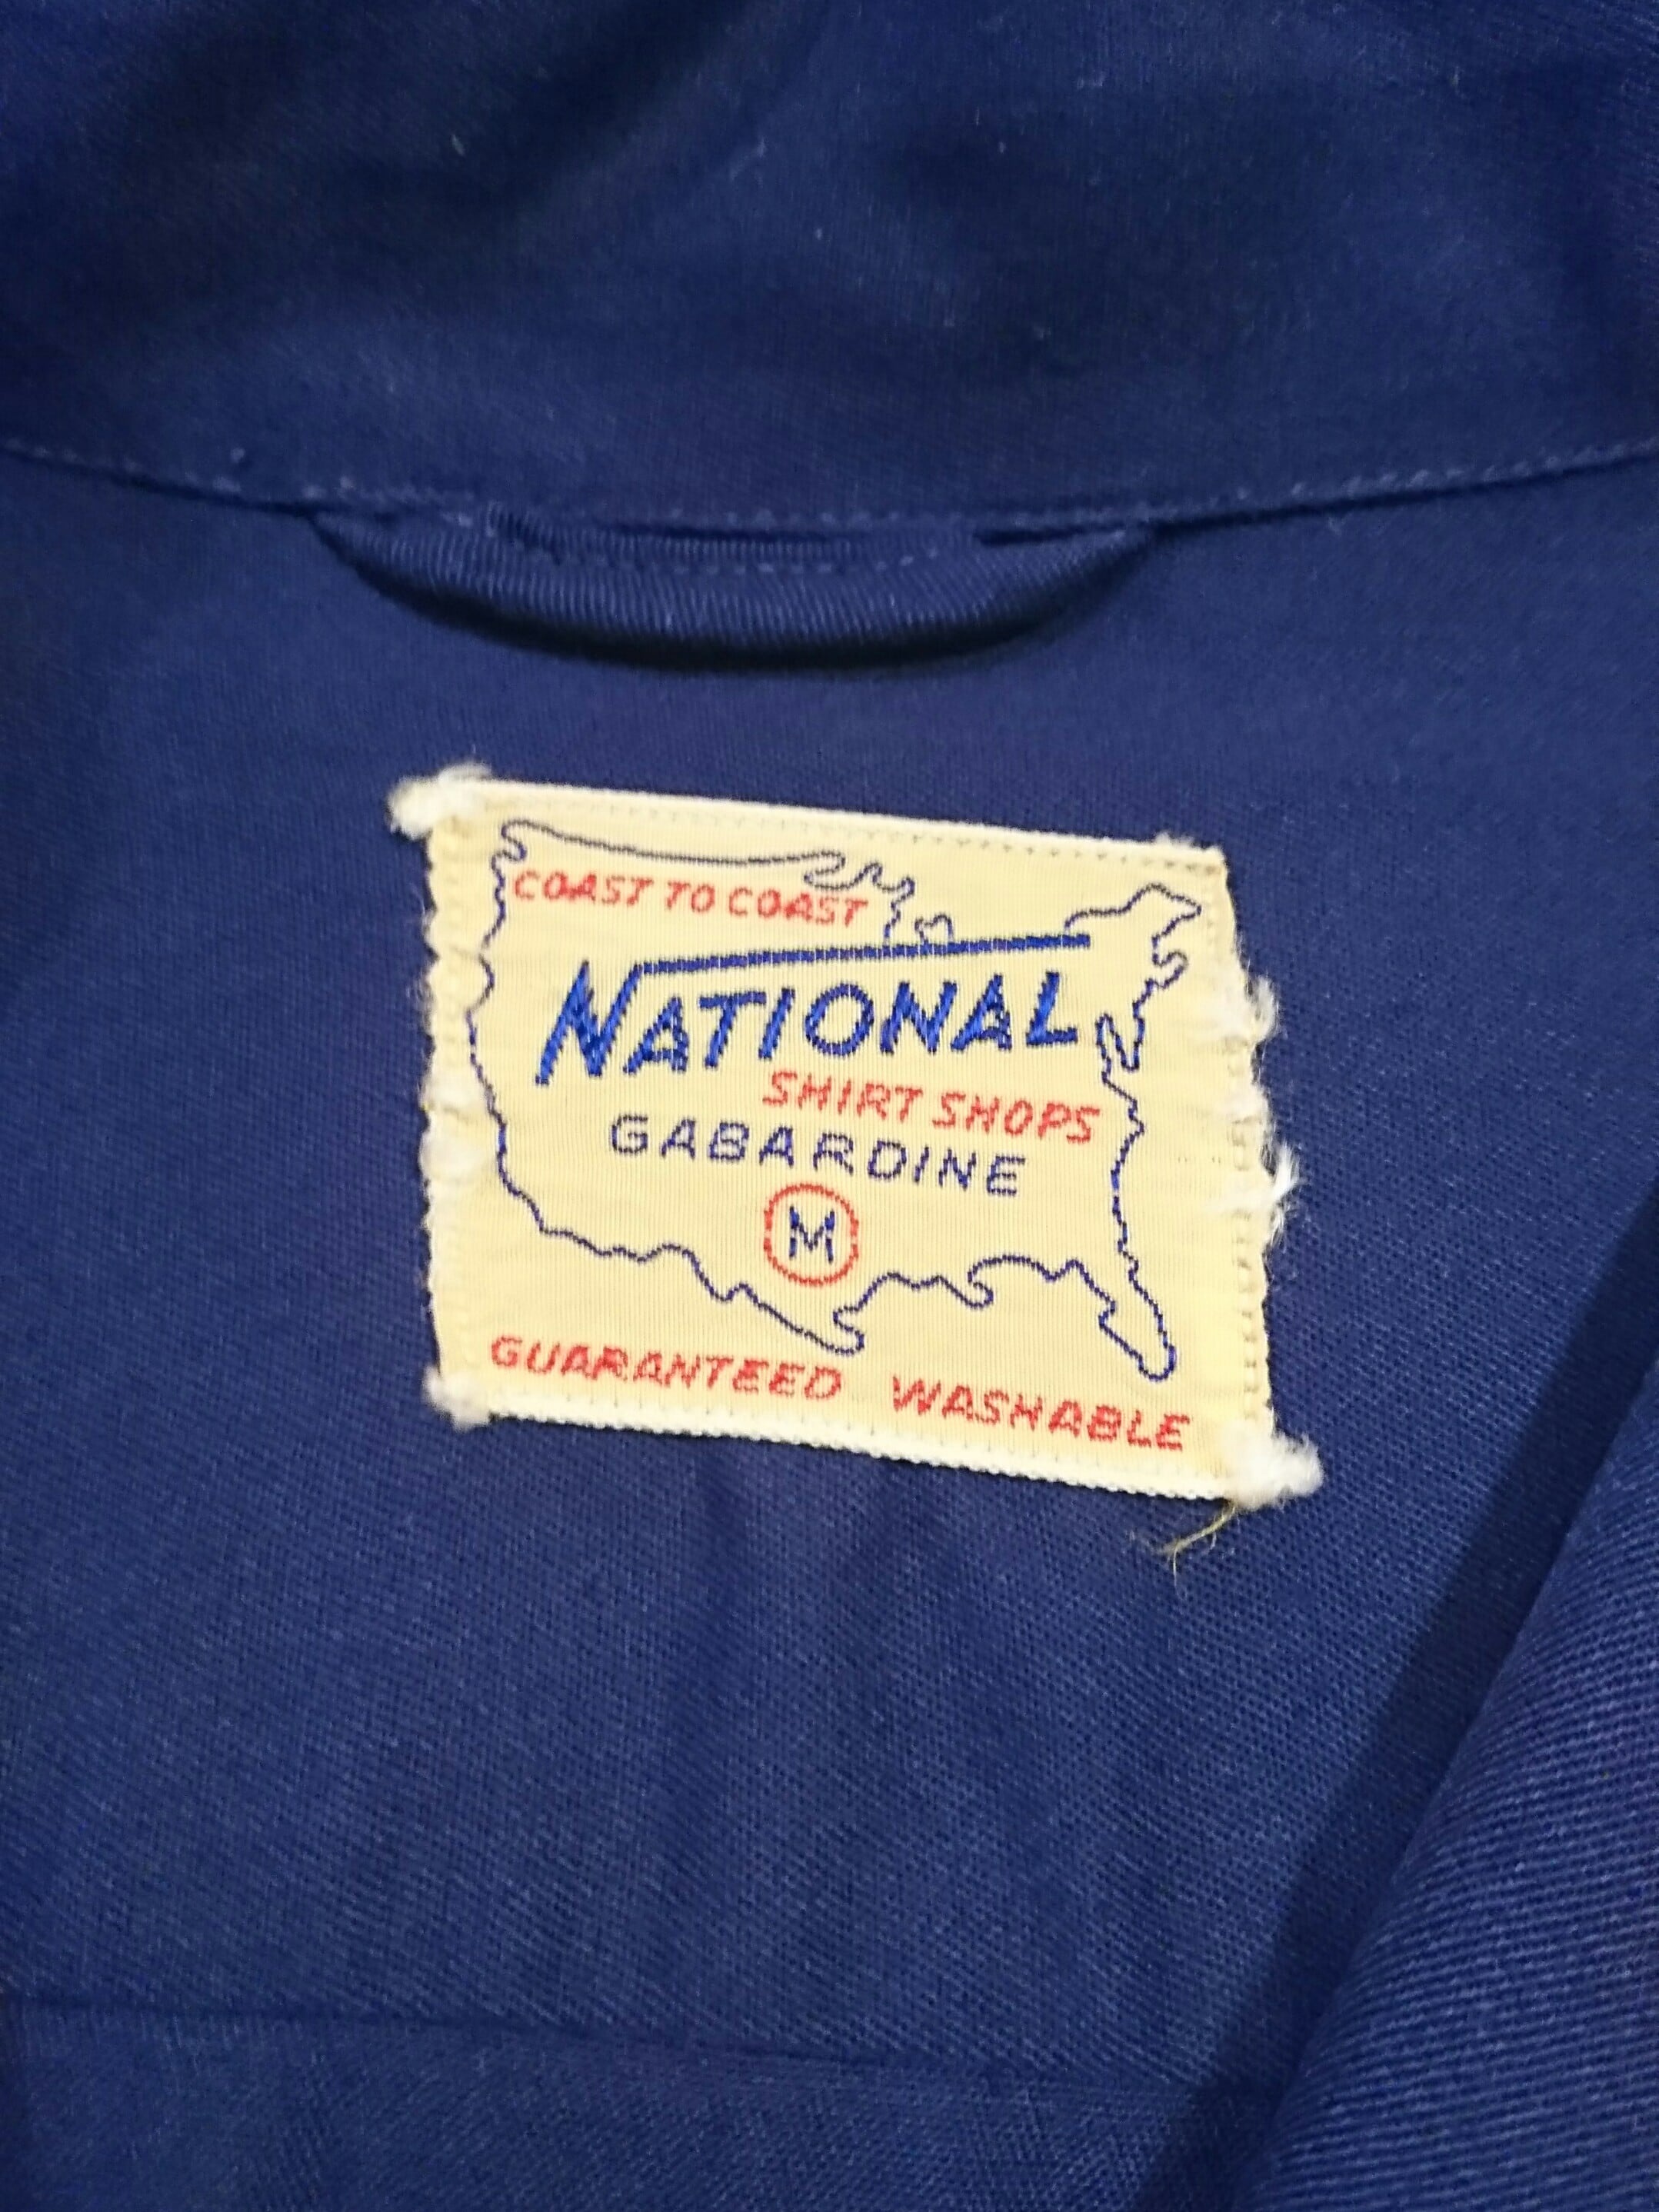 COAST TO COAST
NATIONAL
SHIRT SHOPS
GABARDINE
M
GUARANTEED WASHABLE